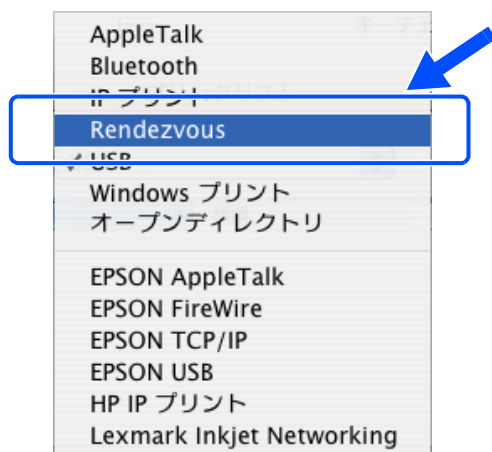 AppleTalk
Bluetooth
IP プリント
Rendezvous
USB
Windows プリント
オープンディレクトリ
EPSON AppleTalk
EPSON FireWire
EPSON TCP/IP
EPSON USB
HP IP プリント
Lexmark Inkjet Networking